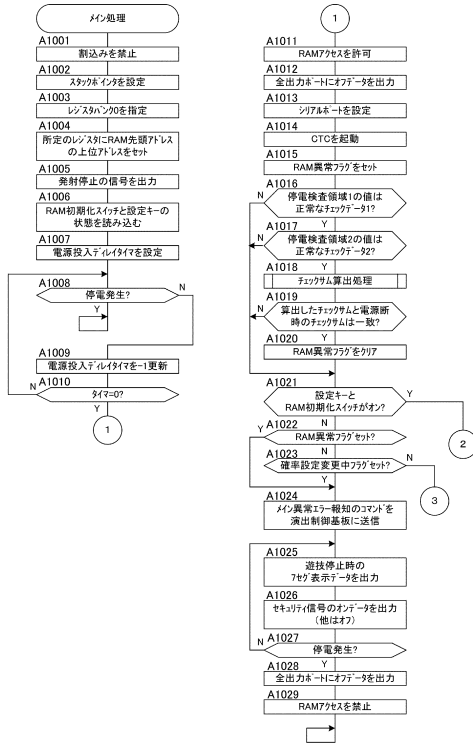 メイン処理
A1001
割込みを禁止
A1002
スタックポインタを設定
A1003
レジスタバンク0を指定
A1004
所定のレジスタにRAM先頭アドレス
の上位アドレスをセット
A1005
発射停止の信号を出力
A1006
RAM初期化スイッチと設定キーの
状態を読み込む
A1007
電源投入ディレイタイマを設定
A1008
停電発生?
N
Y
A1009
電源投入ディレイタイマを-1更新
A1010
N
タイマ=0?
Y
1
1
A1011
RAMアクセスを許可
A1012
全出力ポートにオフデータを出力
A1013
シリアルポートを設定
A1014
CTCを起動
A1015
RAM異常フラグをセット
A1016
N
停電検査領域1の値は
正常なチェックデータ1?
Y
A1017
N
停電検査領域2の値は
正常なチェックデータ2?
Y
A1018
チェックサム算出処理
A1019
N
算出したチェックサムと電源断
時のチェックサムは一致?
Y
A1020
RAM異常フラグをクリア
A1021
設定キーと
RAM初期化スイッチがオン?
Y
2
N
A1022
Y
RAM異常フラグセット?
N
A1023
確率設定変更中フラグセット?
N
3
Y
A1024
メイン異常エラー報知のコマンドを
演出制御基板に送信
A1025
遊技停止時の
7セグ表示データを出力
A1026
セキュリティ信号のオンデータを出力
(他はオフ)
A1027
N
停電発生?
Y
A1028
全出力ポートにオフデータを出力
A1029
RAMアクセスを禁止